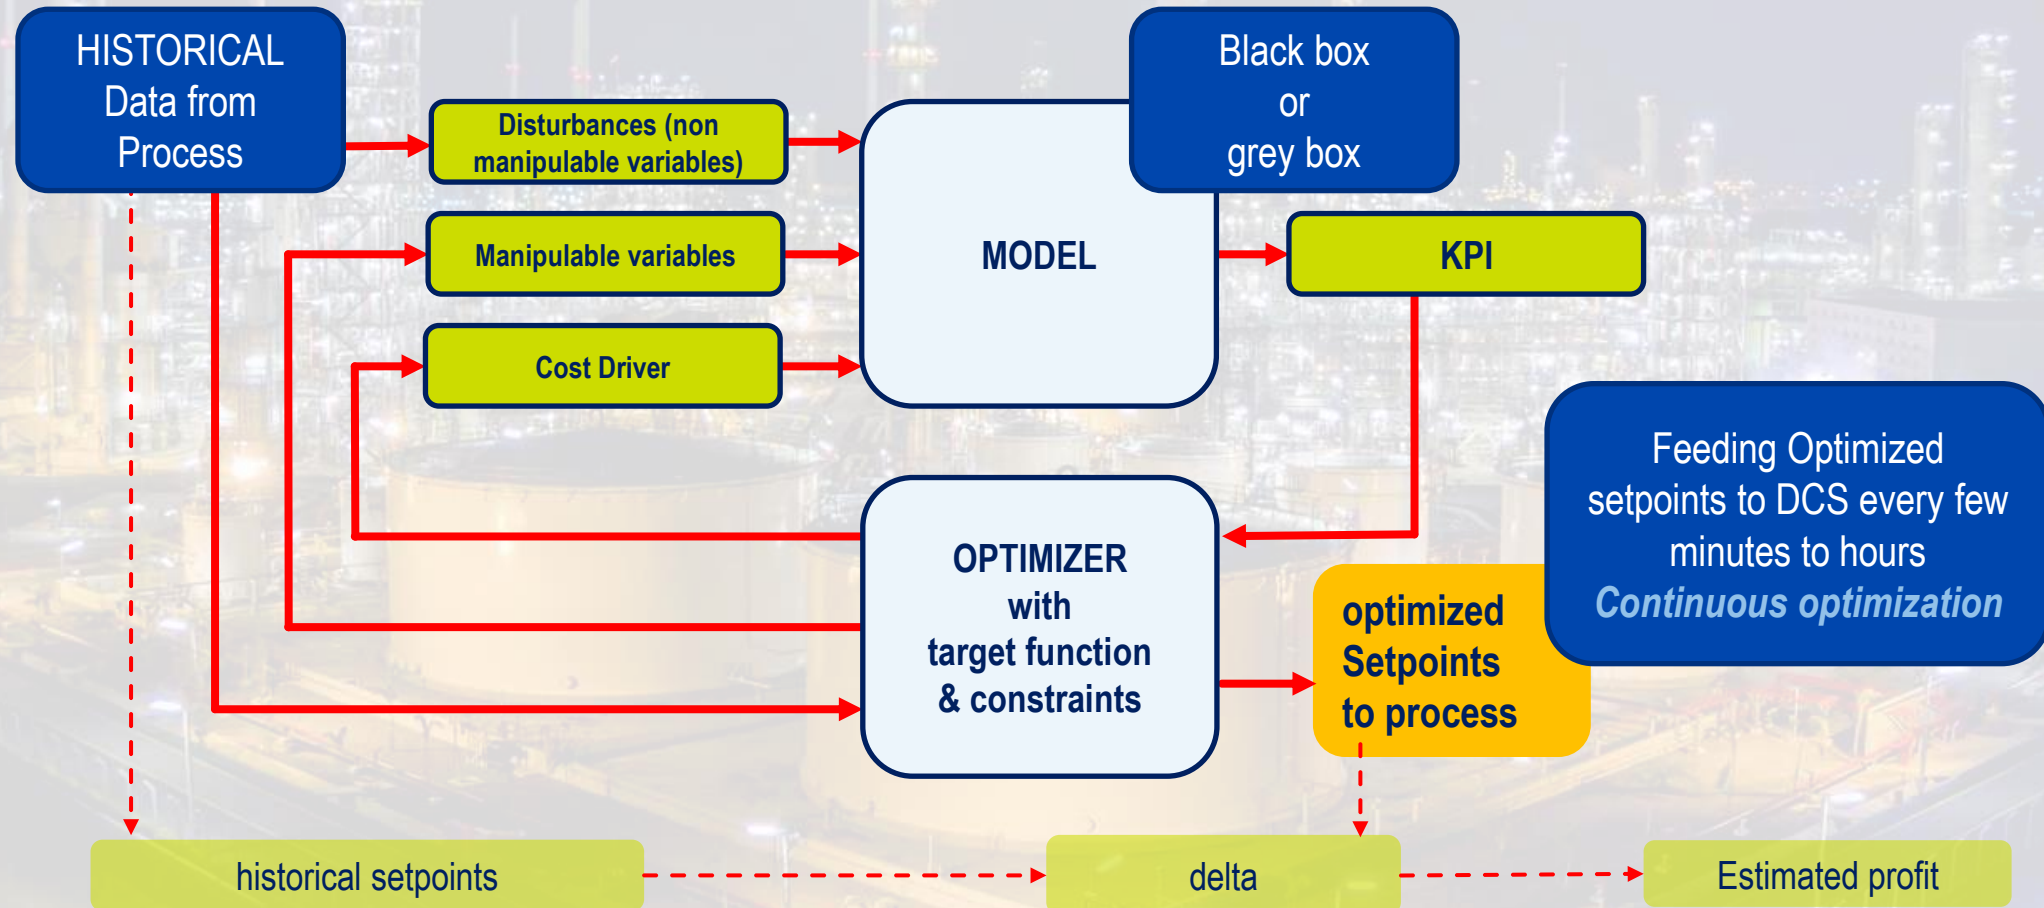 HISTORICAL
Data from
Process
Disturbances (non
manipulable variables)
Manipulable variables
Cost Driver
MODEL
Black box
or
grey box
KPI
OPTIMIZER
with
target function
& constraints
optimized
Setpoints
to process
Feeding Optimized
setpoints to DCS every few
minutes to hours
Continuous optimization
historical setpoints
delta
Estimated profit